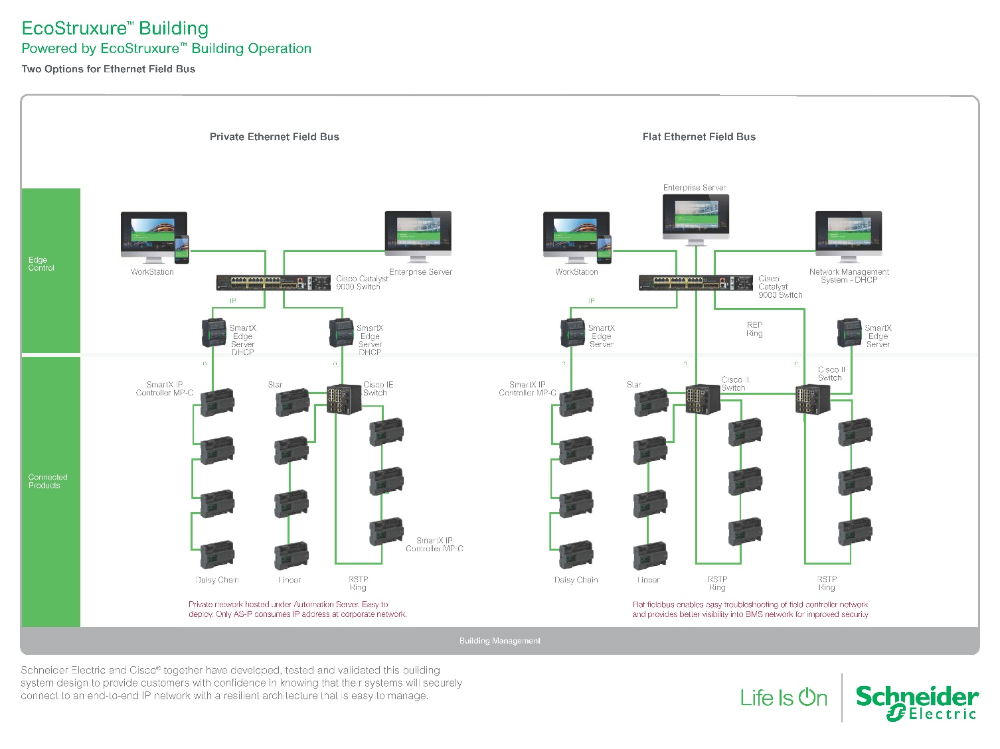 EcoStruxure™ Building
Powered by EcoStruxure™ Building Operation
Two Options for Ethernet Field Bus
Private Ethernet Field Bus
Flat Ethernet Field Bus
Edge
Control
Connected
Products
WorkStation
Enterprise Server
Cisco Catalyst
9000 Switch
IP
SmartX
Edge
Server
DHCP
SmartX
Edge
Server
DHCP
IP
IP
SmartX IP
Controller MP-C
Star
Cisco IE
Switch
SmartX IP
Controller MP-C
Daisy Chain
Linear
RSTP
Ring
Private network hosted under Automation Server. Easy to
deploy. Only AS-P consumes IP address at corporate network.
Enterprise Server
WorkStation
Network Management
System - DHCP
Cisco
Catalyst
9000 Switch
IP
SmartX
Edge
Server
REP
Ring
SmartX
Edge
Server
IP
IP
IP
SmartX IP
Controller MP-C
Star
Cisco IE
Switch
Cisco IE
Switch
Daisy Chain
Linear
RSTP
Ring
RSTP
Ring
Flat fieldbus enables easy troubleshooting of field controller network
and provides better visibility into BMS network for improved security
Building Management
Schneider Electric and Cisco® together have developed, tested and validated this building
system design to provide customers with confidence in knowing that their systems will securely
connect to an end-to-end IP network with a resilient architecture that is easy to manage.
Life Is On
Schneider
Electric